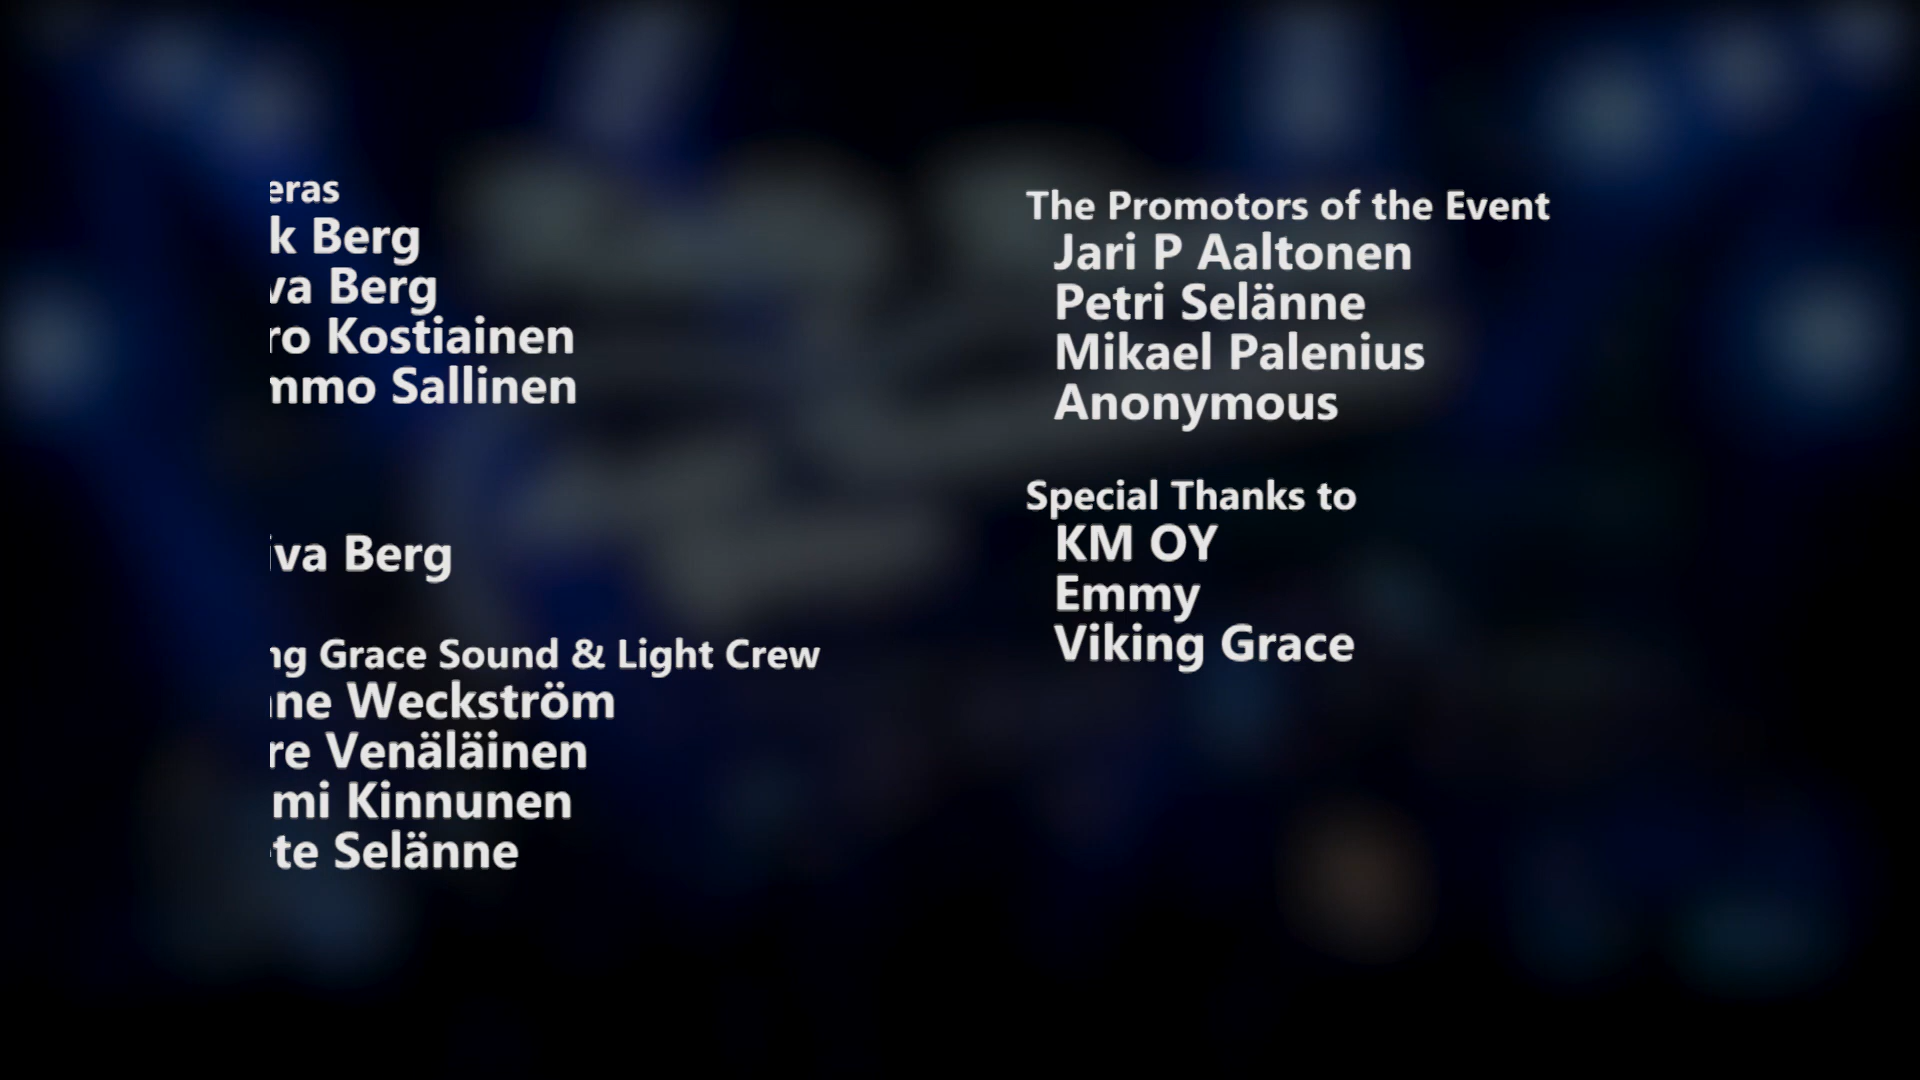 eras
k Berg
va Berg
ro Kostiainen
mmo Sallinen
iva Berg
ng Grace Sound & Light Crew
ne Weckström
re Venäläinen
mi Kinnunen
te Selänne
The Promotors of the Event
Jari P Aaltonen
Petri Selänne
Mikael Palenius
Anonymous
Special Thanks to
KM OY
Emmy
Viking Grace